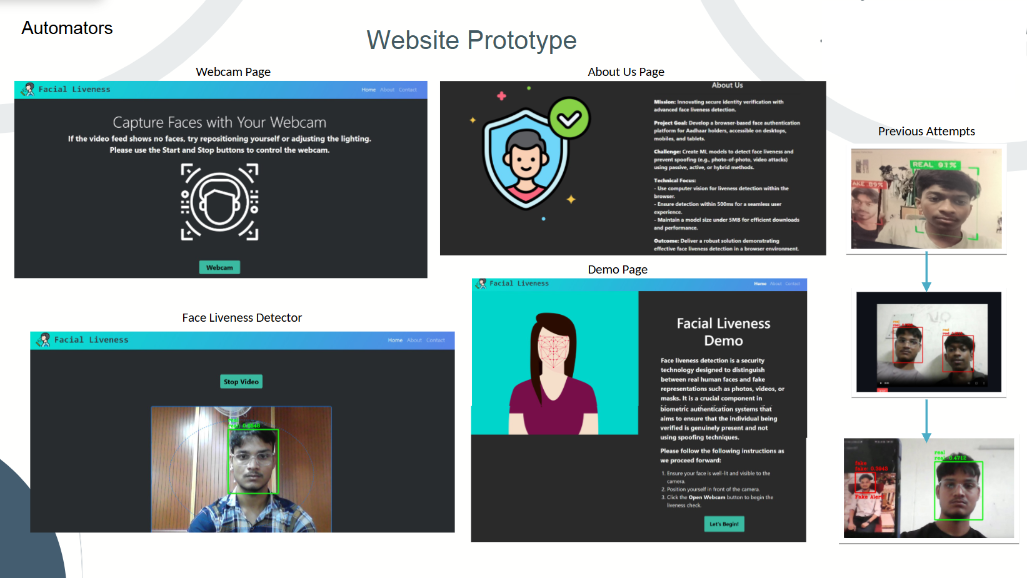 Automators
Website Prototype
Webcam Page
Facial Liveness
Home About Contact
Capture Faces with Your Webcam
If the video feed shows no faces, try repositioning yourself or adjusting the lighting.
Please use the Start and Stop buttons to control the webcam.
Webcam
About Us Page
About Us
Mission: Innovating secure identity verification with
advanced face liveness detection.
Project Goal: Develop a browser-based face authentication
platform for Aadhaar holders, accessible on desktops,
mobiles, and tablets.
Challenge: Create ML models to detect face liveness and
prevent spoofing (e.g., photo-of-photo, video attacks)
using passive, active, or hybrid methods.
Technical Focus:
- Use computer vision for liveness detection within the
browser.
- Ensure detection within 500ms for a seamless user
experience.
- Maintain a model size under 5MB for efficient downloads
and performance.
Outcome: Deliver a robust solution demonstrating
effective face liveness detection in a browser environment.
Face Liveness Detector
Facial Liveness
Home About Contact
Stop Video
Demo Page
Facial Liveness
Home About Contact
Facial Liveness
Demo
Face liveness detection is a security
technology designed to distinguish
between real human faces and fake
representations such as photos, videos, or
masks. It is a crucial component in
biometric authentication systems that
aims to ensure that the individual being
verified is genuinely present and not
using spoofing techniques.
Please follow the following instructions as
we proceed forward:
1. Ensure your face is well-lit and visible to the
camera.
2. Position yourself in front of the camera.
3. Click the Open Webcam button to begin the
liveness check.
Let's Begin!
Previous Attempts
REAL 91%
AKE 89%
real
fake
Fake Alert